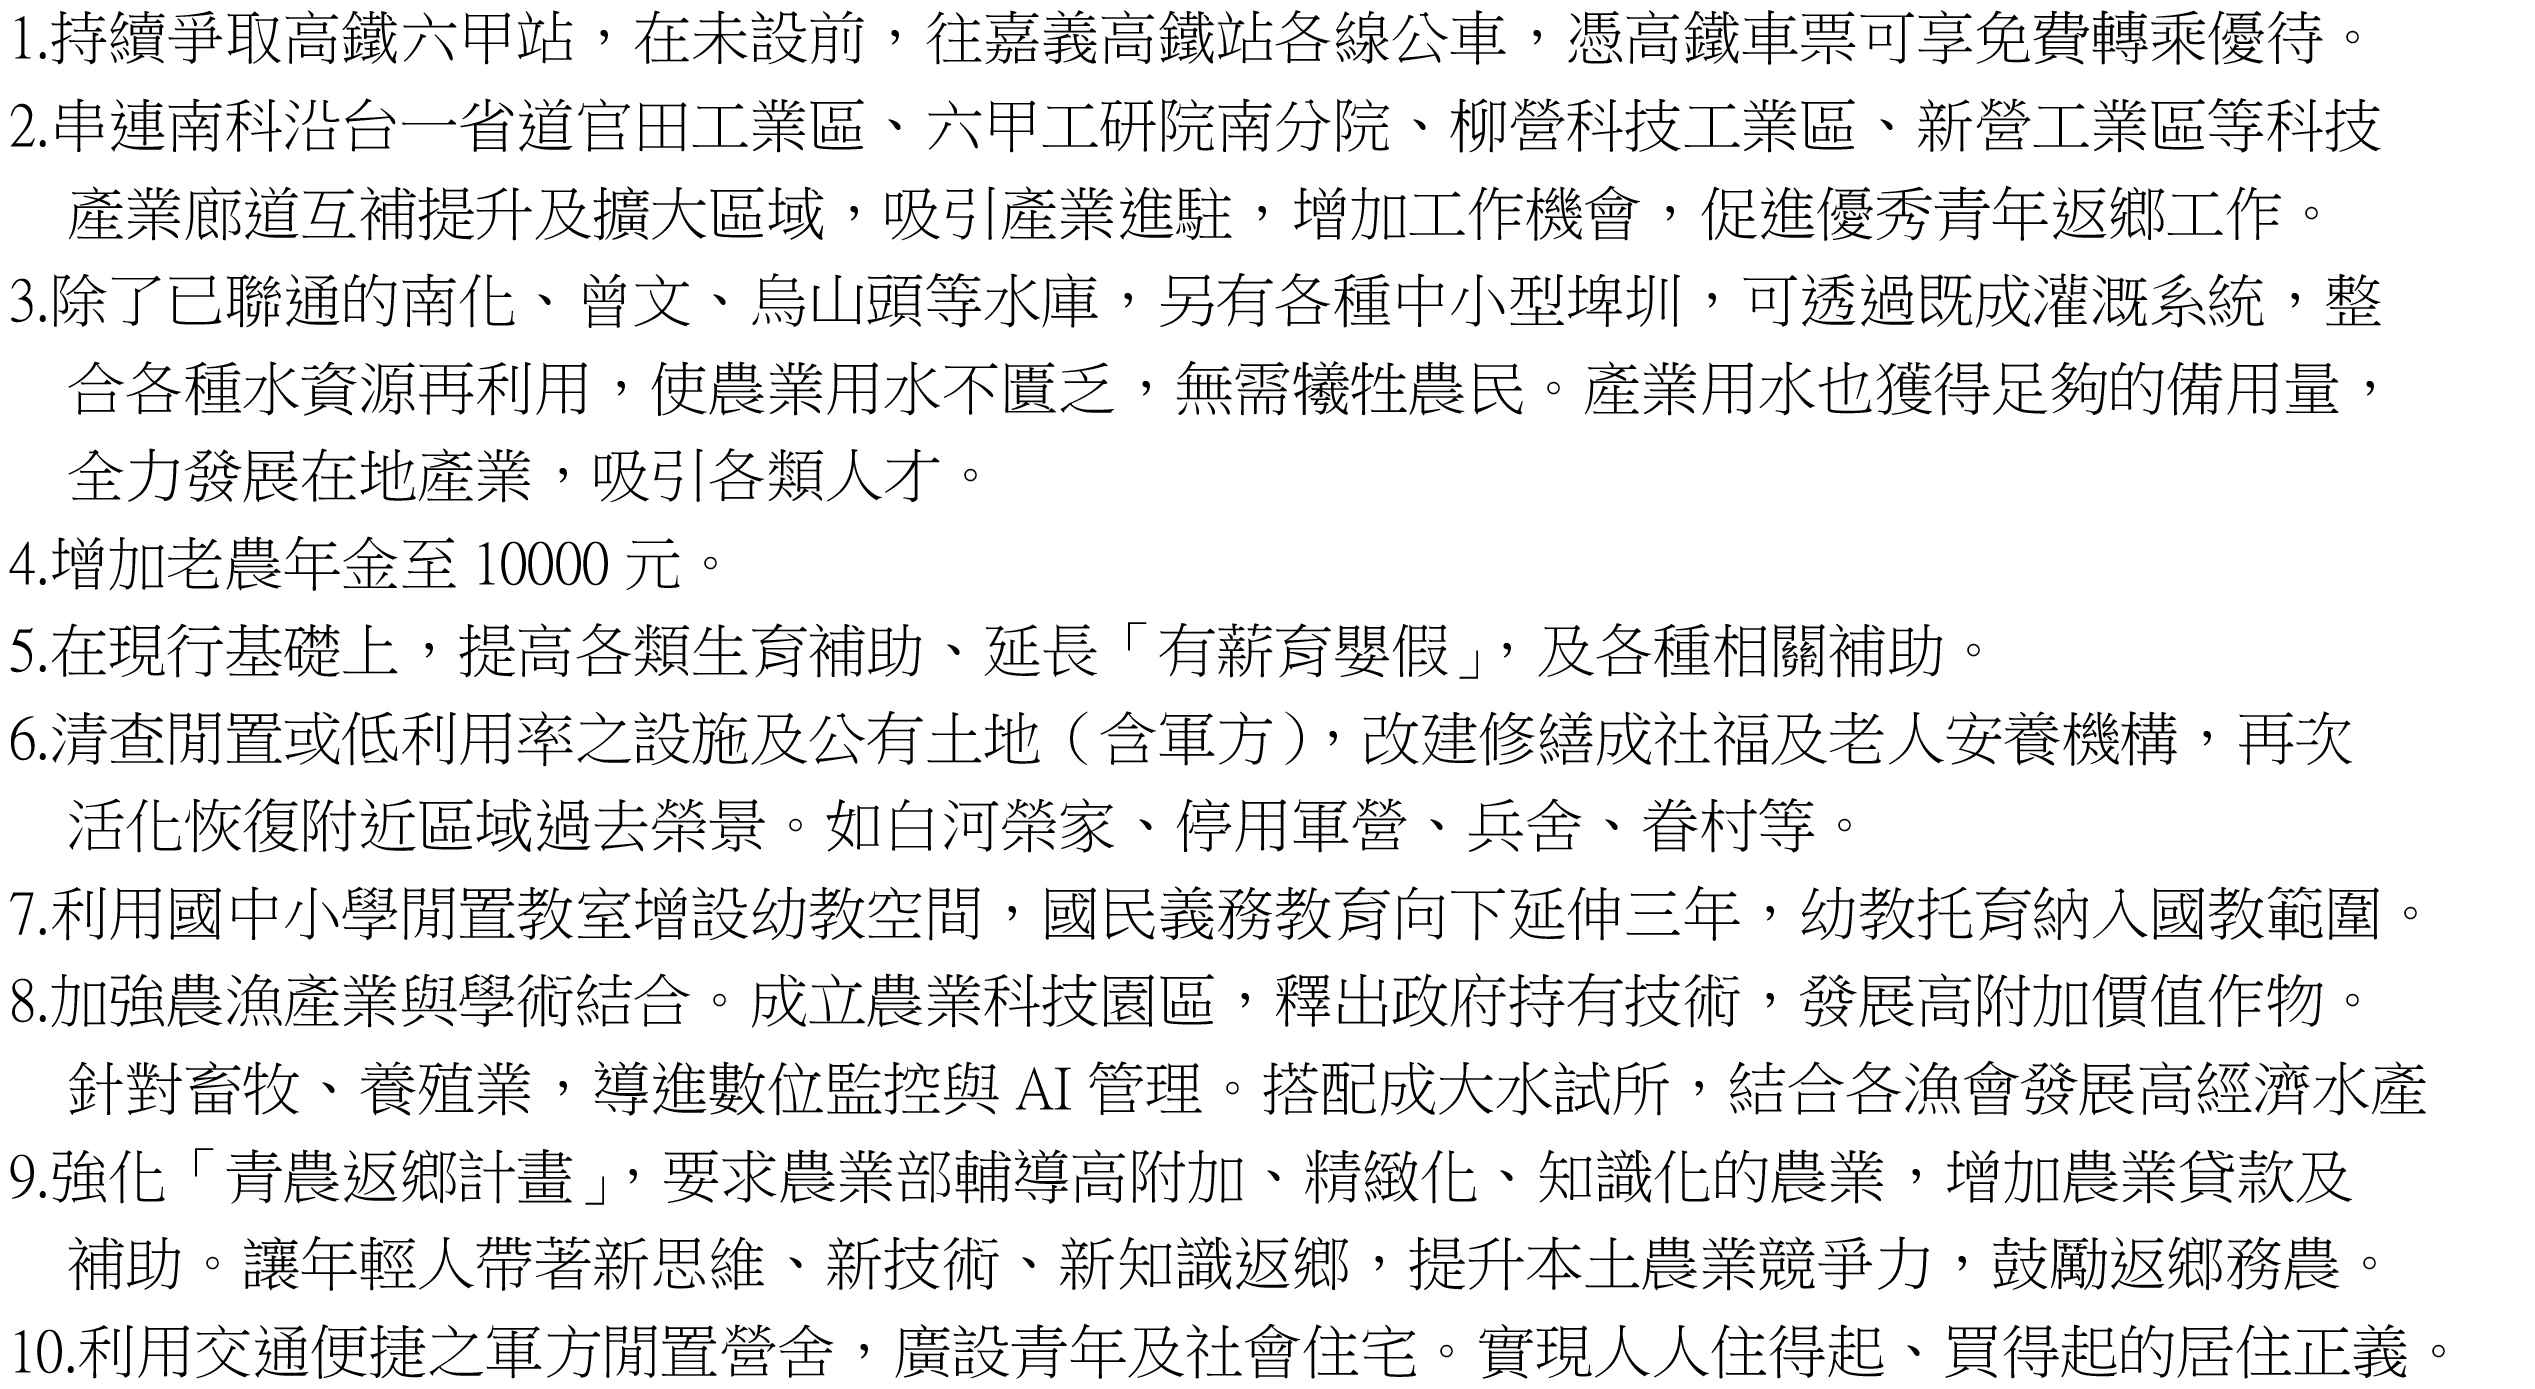 1.持續爭取高鐵六甲站，在未設前，往嘉義高鐵站各線公車，憑高鐵車票可享免費轉乘優待。
2.串連南科沿台一省道官田工業區、六甲工研院南分院、柳營科技工業區、新營工業區等科技
產業廊道互補提升及擴大區域，吸引產業進駐，增加工作機會，促進優秀青年返鄉工作。
3.除了已聯通的南化、曾文、烏山頭等水庫，另有各種中小型埤圳，可透過既成灌溉系統，整
合各種水資源再利用，使農業用水不匱乏，無需犧牲農民。產業用水也獲得足夠的備用量，
全力發展在地產業，吸引各類人才。
4.增加老農年金至 10000 元。
5.在現行基礎上，提高各類生育補助、延長「有薪育嬰假」，及各種相關補助。
6.清查閒置或低利用率之設施及公有土地（含軍方），改建修繕成社福及老人安養機構，再次
活化恢復附近區域過去榮景。如白河榮家、停用軍營、兵舍、眷村等。
7.利用國中小學閒置教室增設幼教空間，國民義務教育向下延伸三年，幼教托育納入國教範圍。
8.加強農漁產業與學術結合。成立農業科技園區，釋出政府持有技術，發展高附加價值作物。
針對畜牧、養殖業，導進數位監控與 AI 管理。搭配成大水試所，結合各漁會發展高經濟水產
9.強化「青農返鄉計畫」，要求農業部輔導高附加、精緻化、知識化的農業，增加農業貸款及
補助。讓年輕人帶著新思維、新技術、新知識返鄉，提升本土農業競爭力，鼓勵返鄉務農。
10.利用交通便捷之軍方閒置營舍，廣設青年及社會住宅。實現人人住得起、買得起的居住正義。